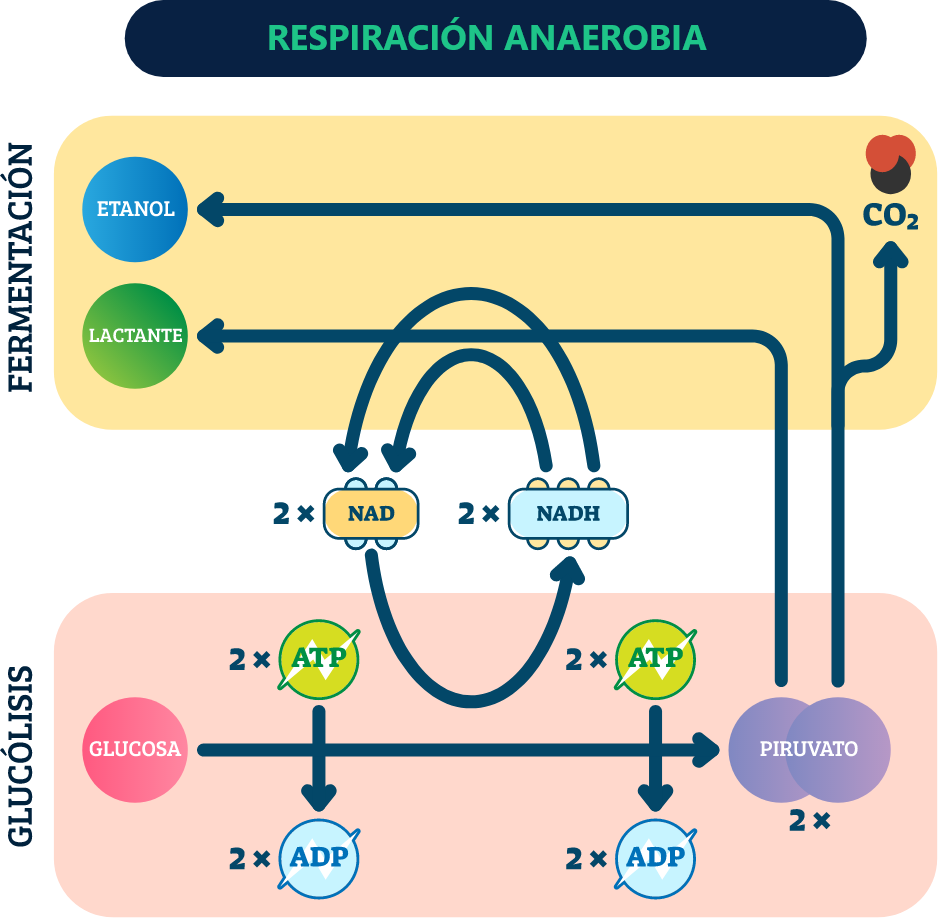 RESPIRACIÓN ANAEROBIA
FERMENTACIÓN
ETANOL
CO₂
LACTANTE
2 × NAD
2 × NADH
GLUCÓLISIS
2 × ATP
2 × ATP
GLUCOSA
PIRUVATO
2 ×
2 × ADP
2 × ADP